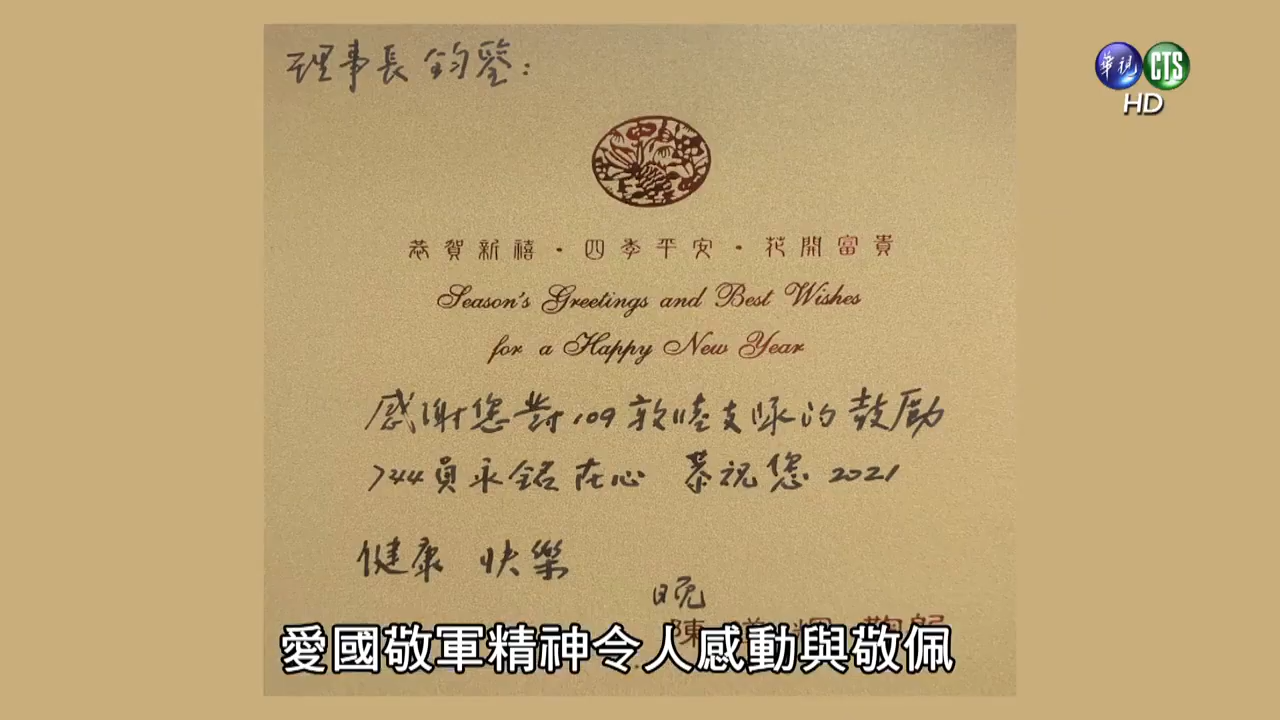 理事長 鈞鑒：
華視 CTS
HD
恭賀新禧・四季平安・花開富貴
Season's Greetings and Best Wishes
for a Happy New Year
感謝您對109敦睦支隊的鼓勵
744員永銘在心 恭祝您 2021
健康 快樂
晚
陳
愛國敬軍精神令人感動與敬佩